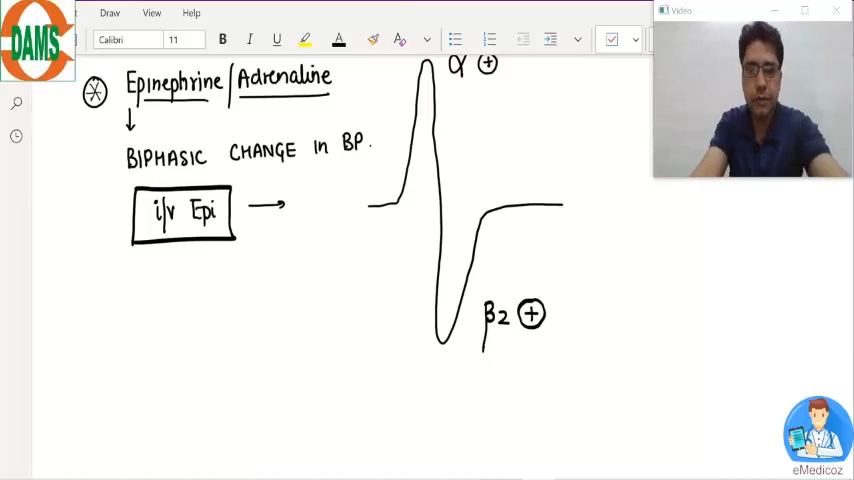 DAMS
Draw View Help
Calibri 11 B I U A
Video
Epinephrine/Adrenaline
α +
BIPHASIC CHANGE in BP.
i/v Epi
β2 +
eMedicoz